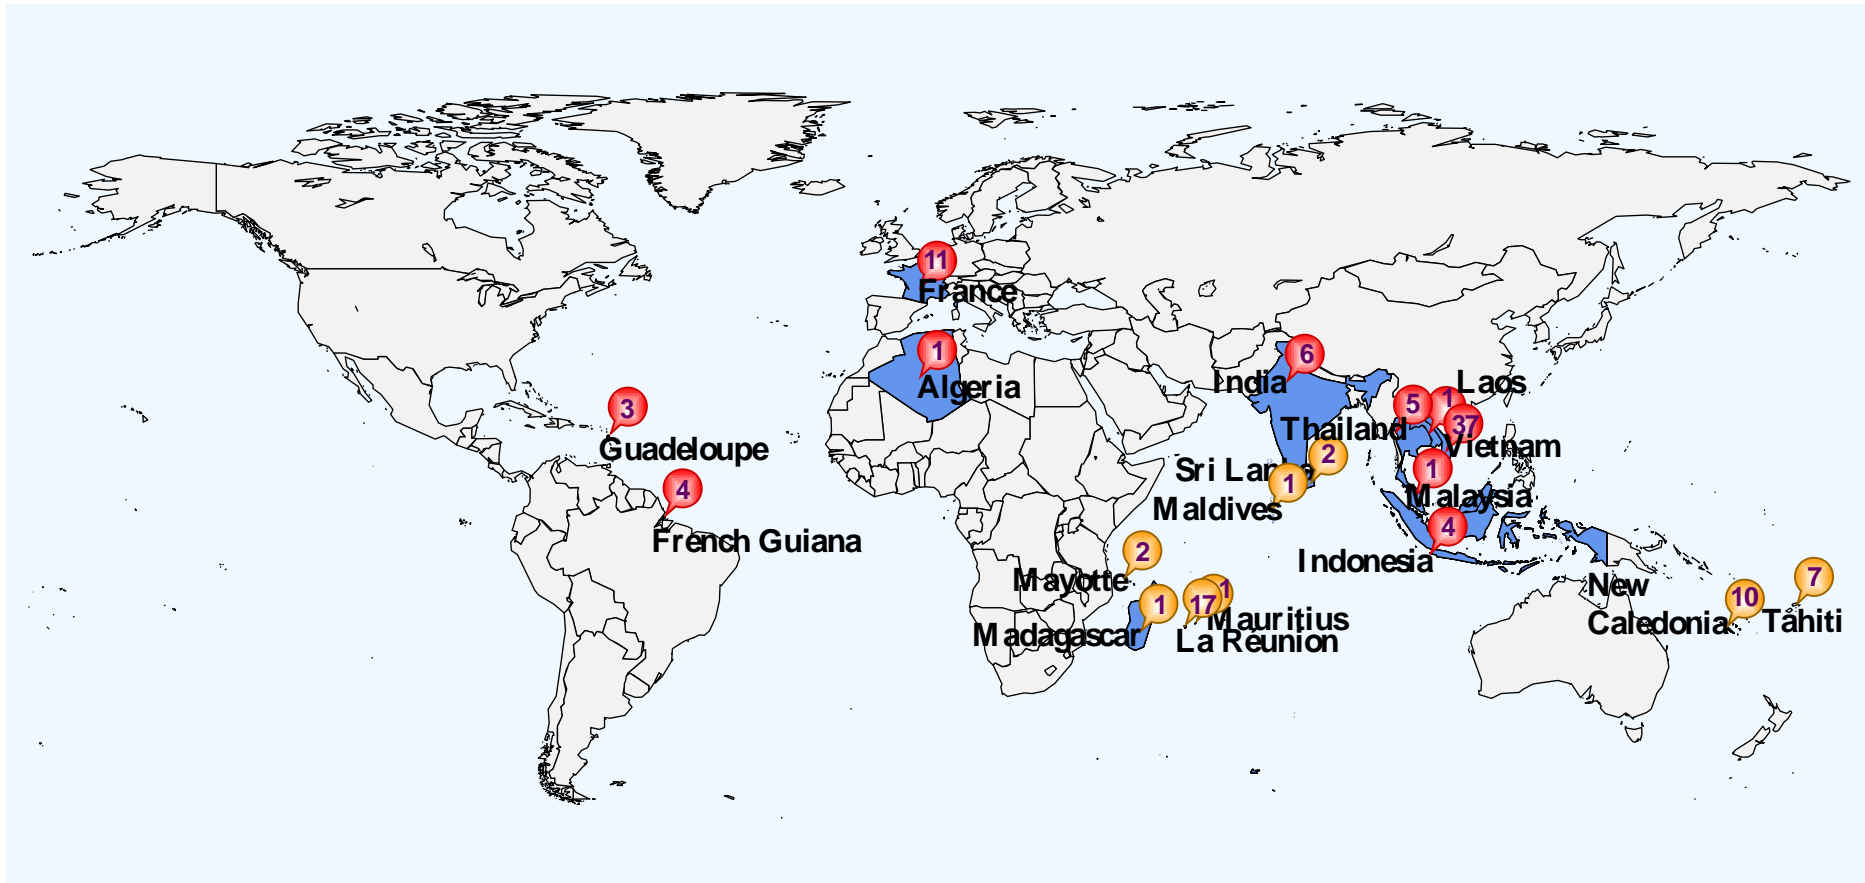 11
France
1
Algeria
6
India
Laos
3
Guadeloupe
5
1
37
Thailand
Vietnam
2
Sri Lanka
1
Maldives
1
Malaysia
4
French Guiana
4
Indonesia
2
Mayotte
1
Madagascar
17
1
Mauritius
La Réunion
New
Caledonia
10
7
Tahiti